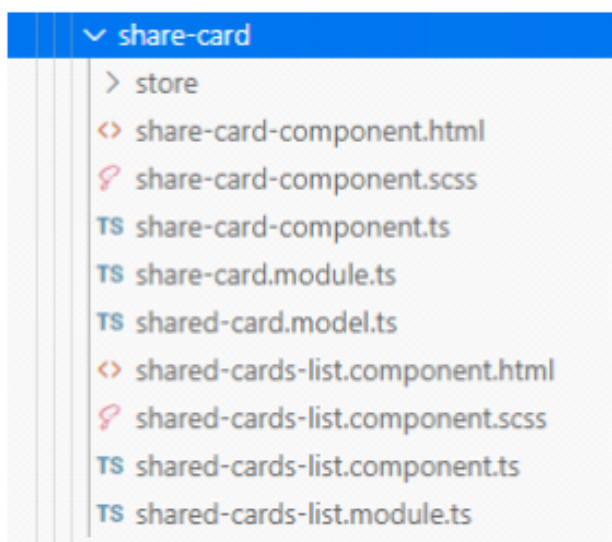 share-card
store
share-card-component.html
share-card-component.scss
TS share-card-component.ts
TS share-card.module.ts
TS shared-card.model.ts
shared-cards-list.component.html
shared-cards-list.component.scss
TS shared-cards-list.component.ts
TS shared-cards-list.module.ts